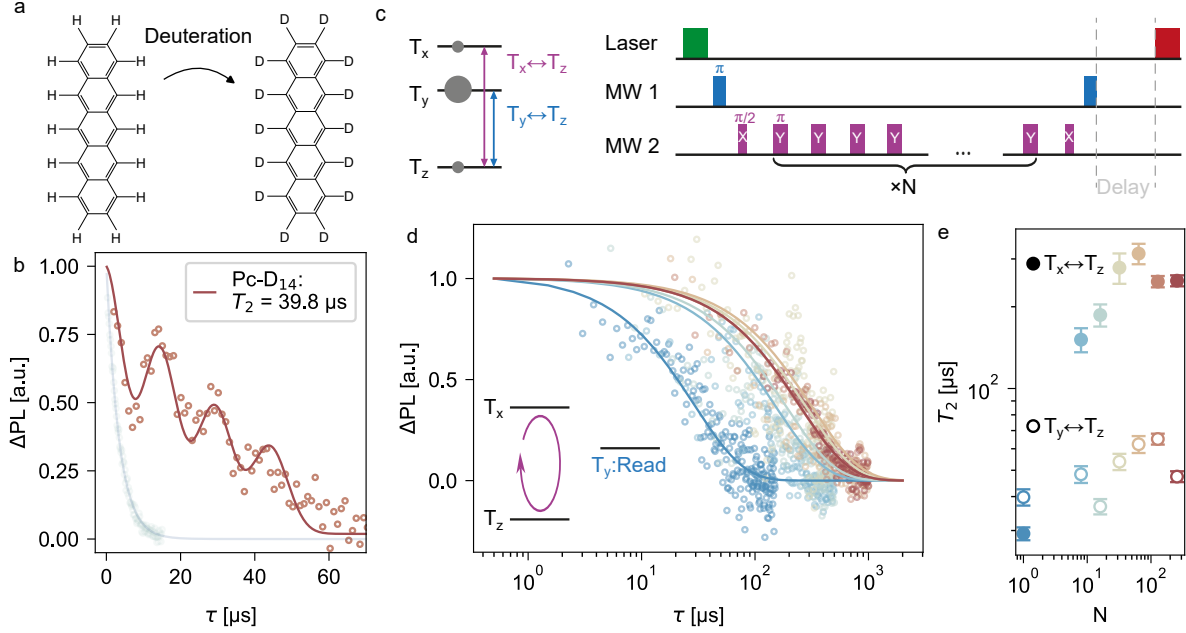 a
H H
H H
H H
H H
H H
H H
H H
Deuteration
D D
D D
D D
D D
D D
D D
D D
c
Tx
Ty
Tz
Tx↔Tz
Ty↔Tz
Laser
MW 1
π
MW 2
π/2 π
X Y Y Y Y ... Y X
×N
Delay
b
Pc-D14:
T2 = 39.8 μs
1.00
0.75
0.50
0.25
0.00
ΔPL [a.u.]
0 20 40 60
τ [μs]
d
1.0
0.5
0.0
ΔPL [a.u.]
Tx
Tz
Ty:Read
10^0 10^1 10^2 10^3
τ [μs]
e
Tx↔Tz
Ty↔Tz
10^2
T2 [μs]
10^0 10^1 10^2
N